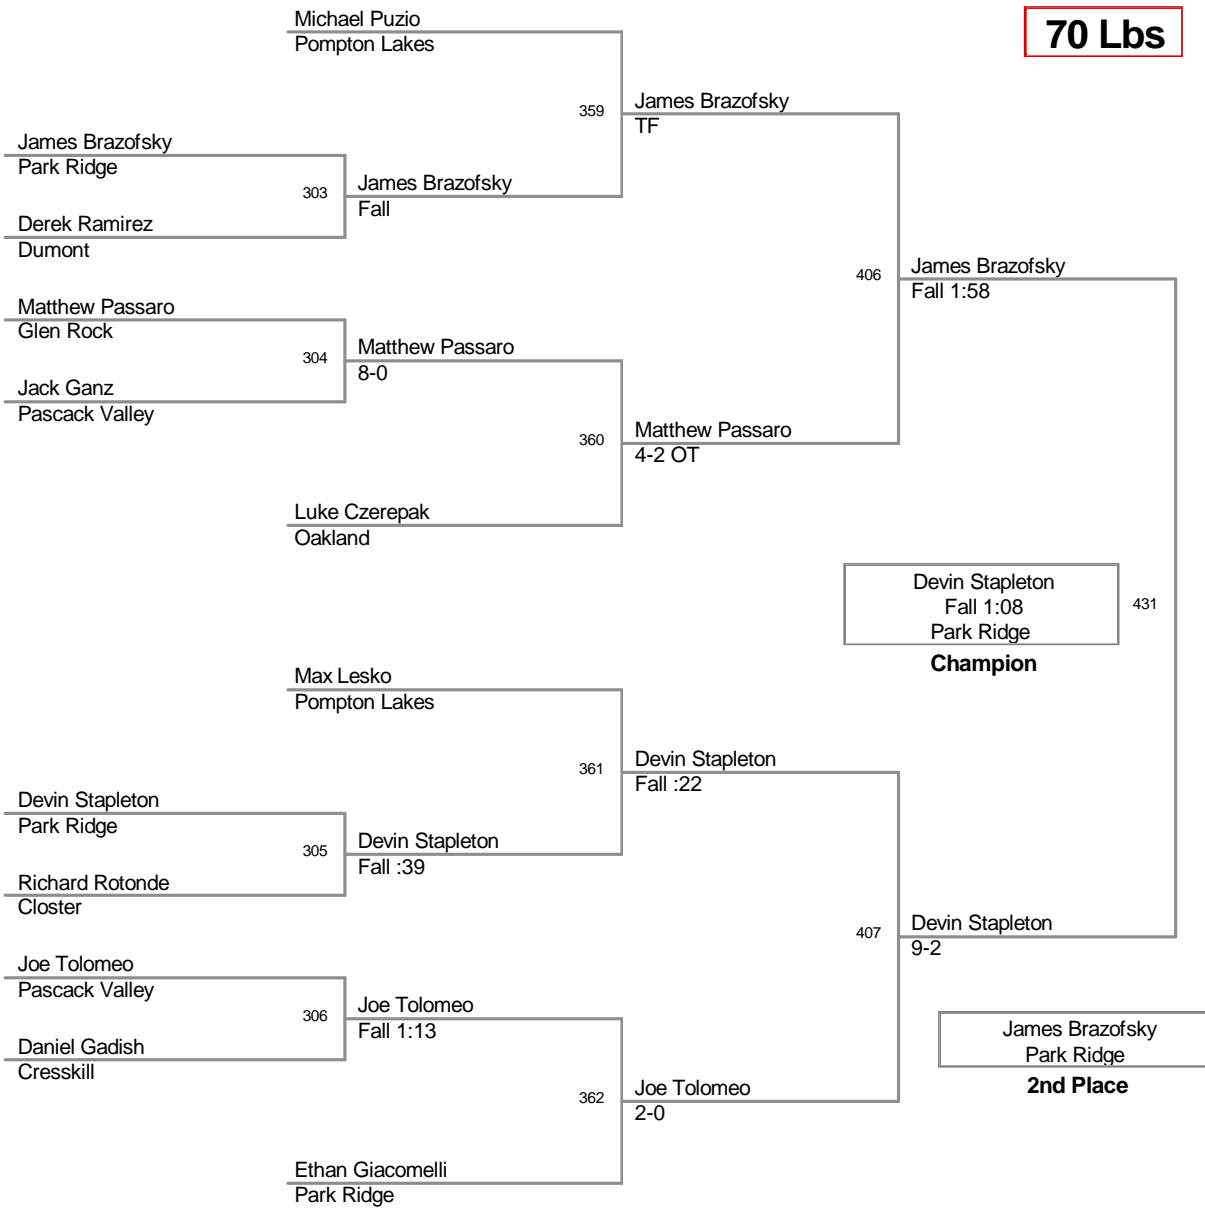 Michael Puzio
Pompton Lakes
70 Lbs
359
James Brazofsky
TF
James Brazofsky
Park Ridge
303
James Brazofsky
Fall
Derek Ramirez
Dumont
406
James Brazofsky
Fall 1:58
Matthew Passaro
Glen Rock
304
Matthew Passaro
8-0
Jack Ganz
Pascack Valley
360
Matthew Passaro
4-2 OT
Luke Czerepak
Oakland
Devin Stapleton
Fall 1:08
Park Ridge
431
Champion
Max Lesko
Pompton Lakes
361
Devin Stapleton
Fall :22
Devin Stapleton
Park Ridge
305
Devin Stapleton
Fall :39
Richard Rotonde
Closter
407
Devin Stapleton
9-2
Joe Tolomeo
Pascack Valley
306
Joe Tolomeo
Fall 1:13
Daniel Gadish
Cresskill
James Brazofsky
Park Ridge
2nd Place
362
Joe Tolomeo
2-0
Ethan Giacomelli
Park Ridge